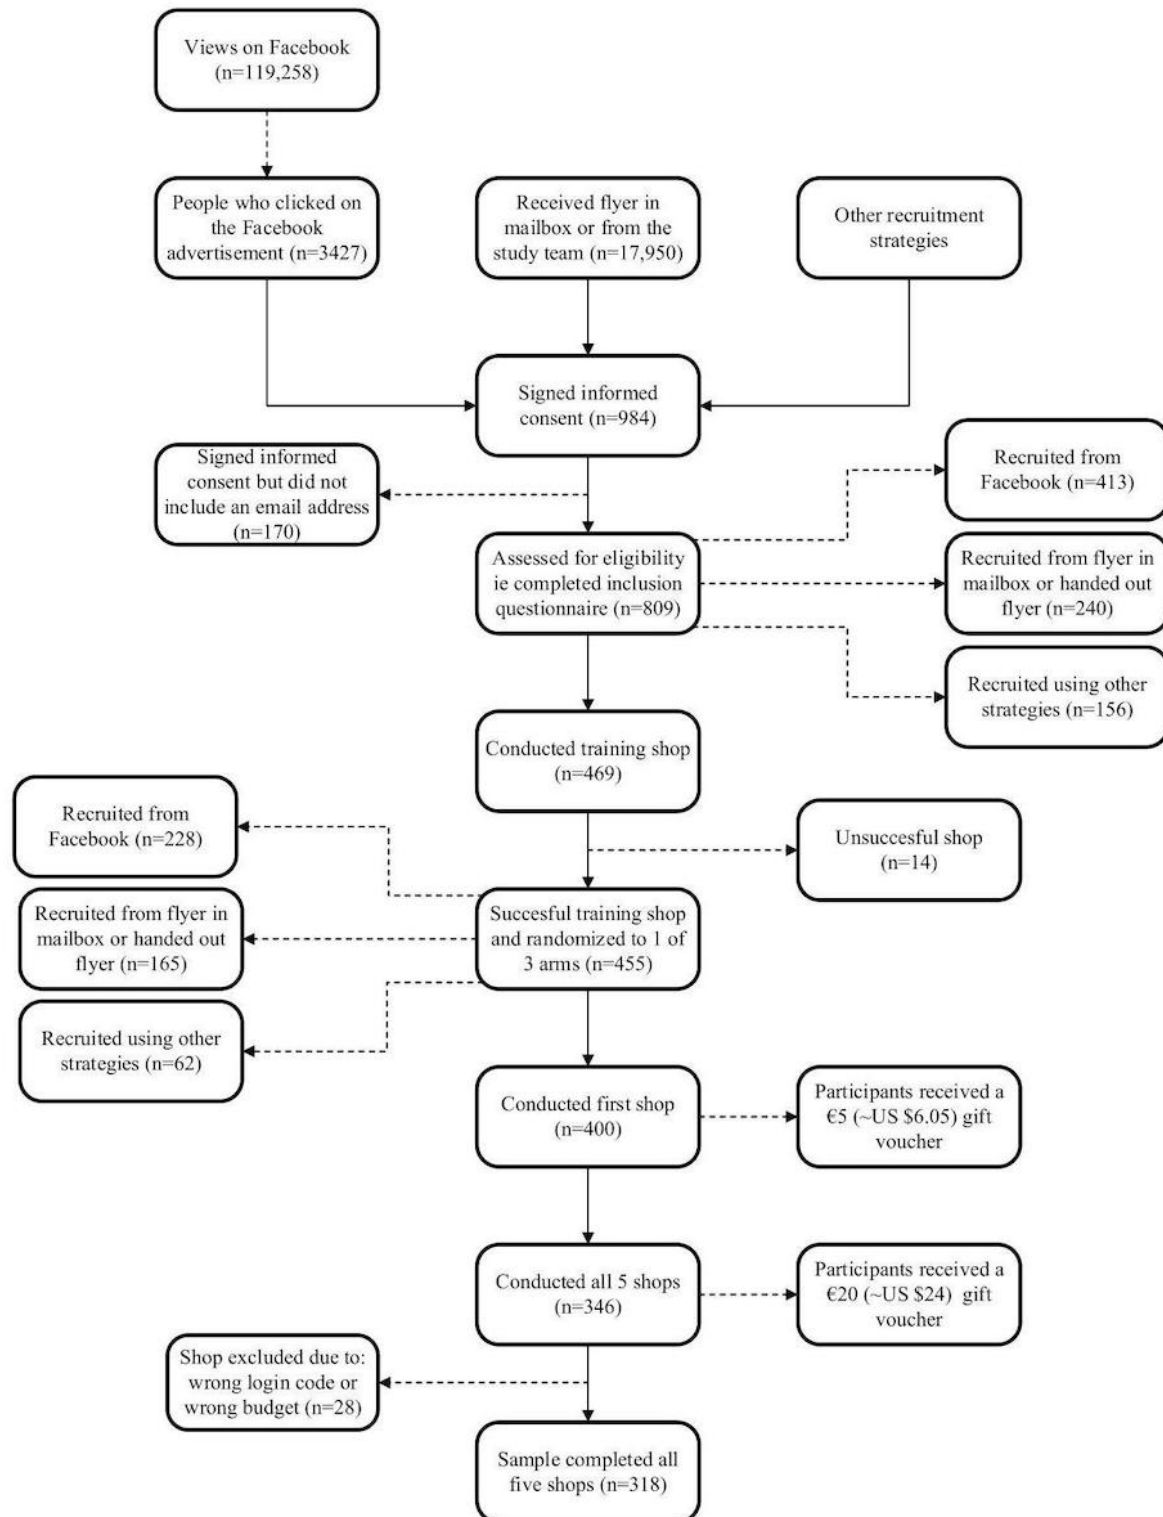 Views on Facebook
(n=119,258)
People who clicked on
the Facebook
advertisement (n=3427)
Received flyer in
mailbox or from the
study team (n=17,950)
Other recruitment
strategies
Signed informed
consent (n=984)
Signed informed
consent but did not
include an email address
(n=170)
Recruited from
Facebook (n=413)
Assessed for eligibility
ie completed inclusion
questionnaire (n=809)
Recruited from flyer in
mailbox or handed out
flyer (n=240)
Recruited using other
strategies (n=156)
Conducted training shop
(n=469)
Recruited from
Facebook (n=228)
Unsuccesful shop
(n=14)
Recruited from flyer in
mailbox or handed out
flyer (n=165)
Succesful training shop
and randomized to 1 of
3 arms (n=455)
Recruited using other
strategies (n=62)
Conducted first shop
(n=400)
Participants received a
€5 (~US $6.05) gift
voucher
Conducted all 5 shops
(n=346)
Participants received a
€20 (~US $24) gift
voucher
Shop excluded due to:
wrong login code or
wrong budget (n=28)
Sample completed all
five shops (n=318)